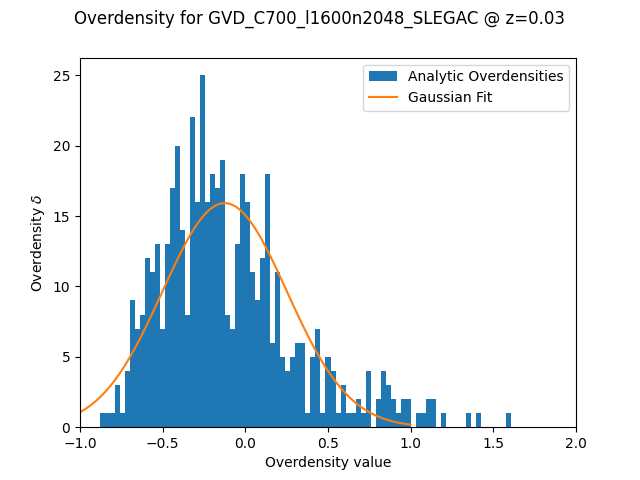 Overdensity for GVD_C700_l1600n2048_SLEGAC @ z=0.03
Analytic Overdensities
Gaussian Fit
Overdensity δ
25
20
15
10
5
0
−1.0
−0.5
0.0
0.5
1.0
1.5
2.0
Overdensity value